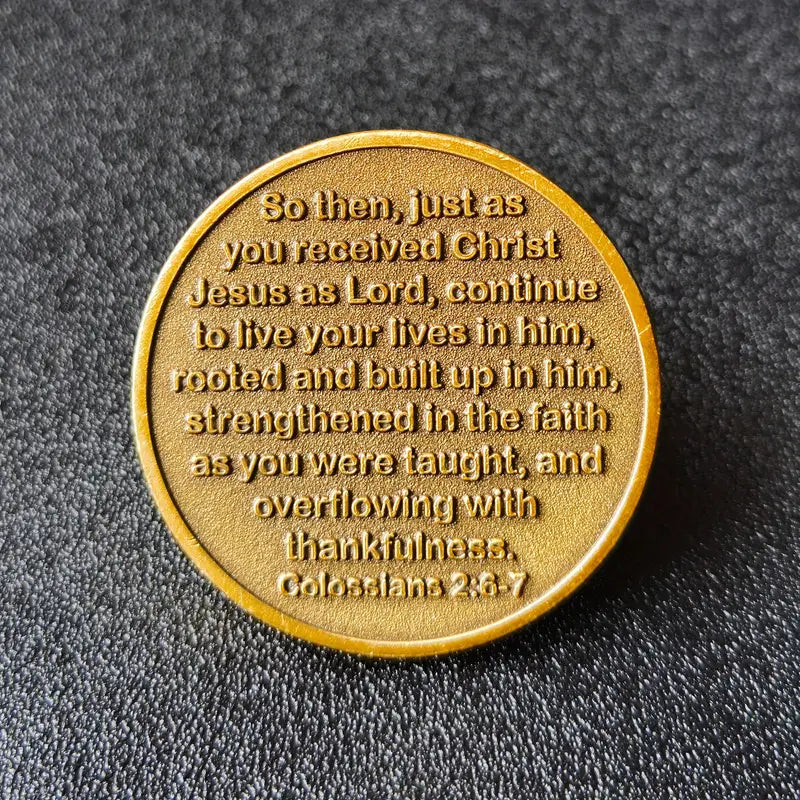 So then, just as
you received Christ
Jesus as Lord, continue
to live your lives in him,
rooted and built up in him,
strengthened in the faith
as you were taught, and
overflowing with
thankfulness.
Colossians 2:6-7